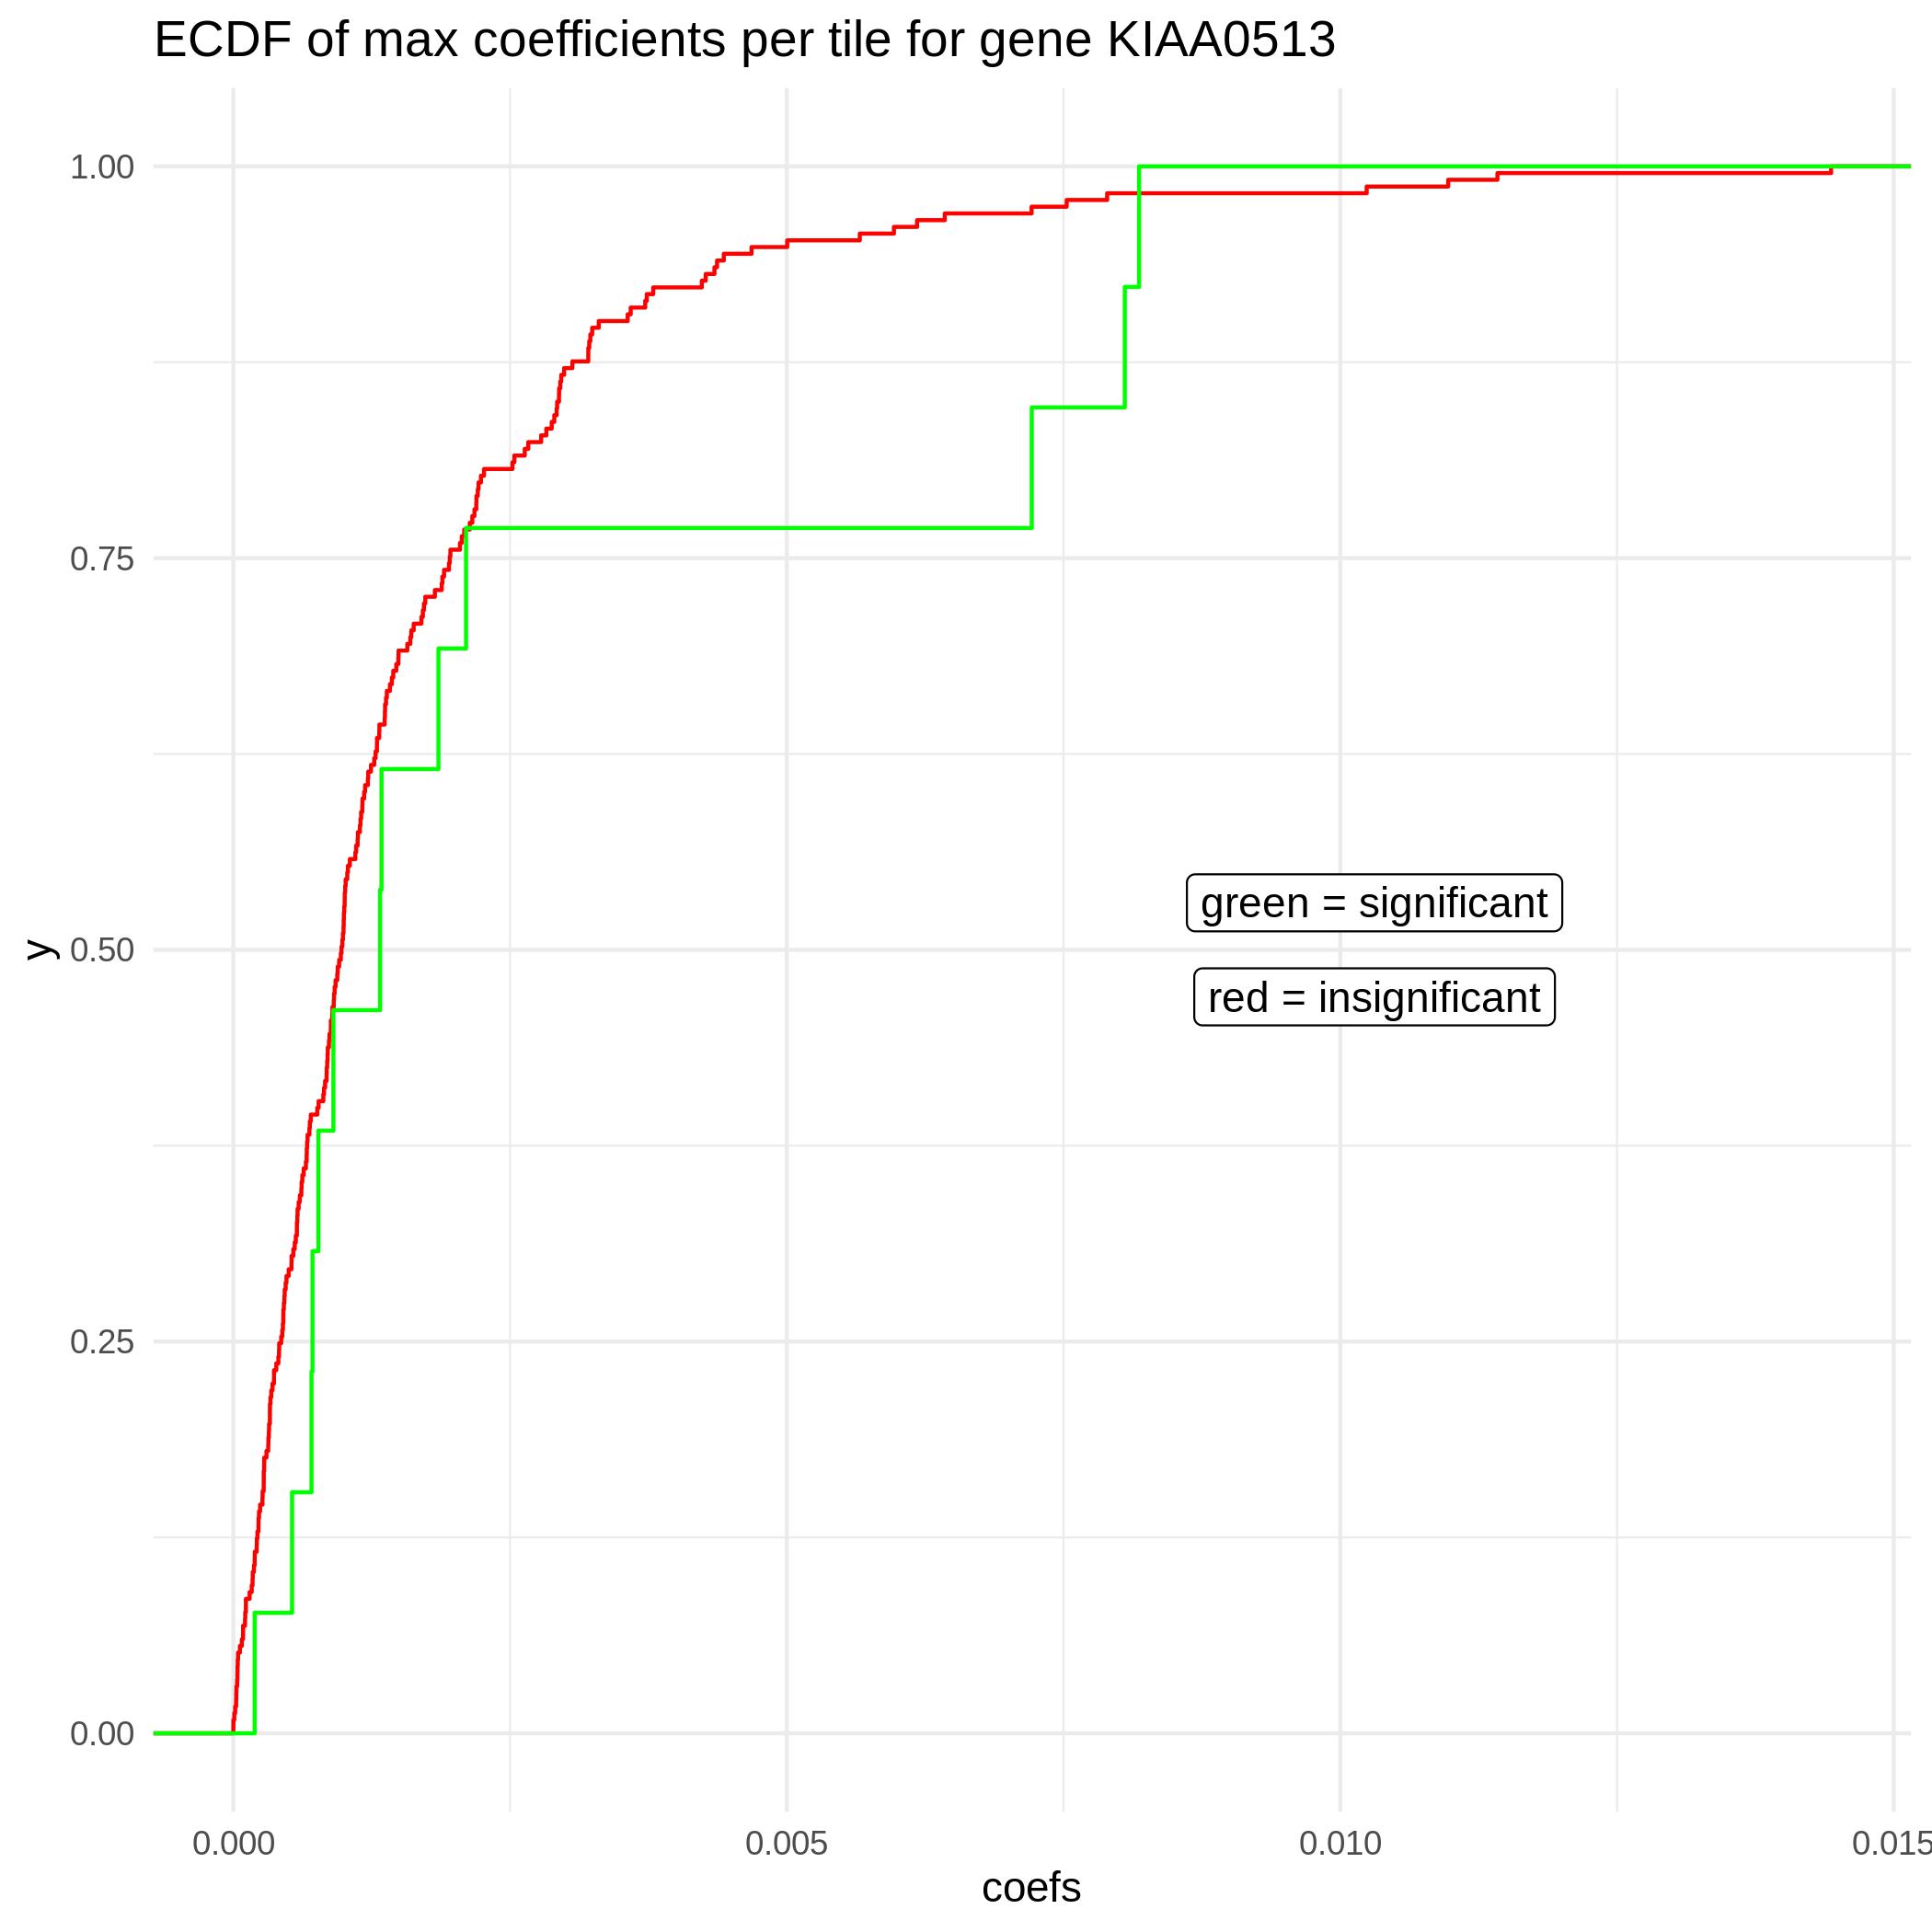 ECDF of max coefficients per tile for gene KIAA0513
y
1.00
0.75
0.50
0.25
0.00
green = significant
red = insignificant
0.000
0.005
0.010
0.015
coefs